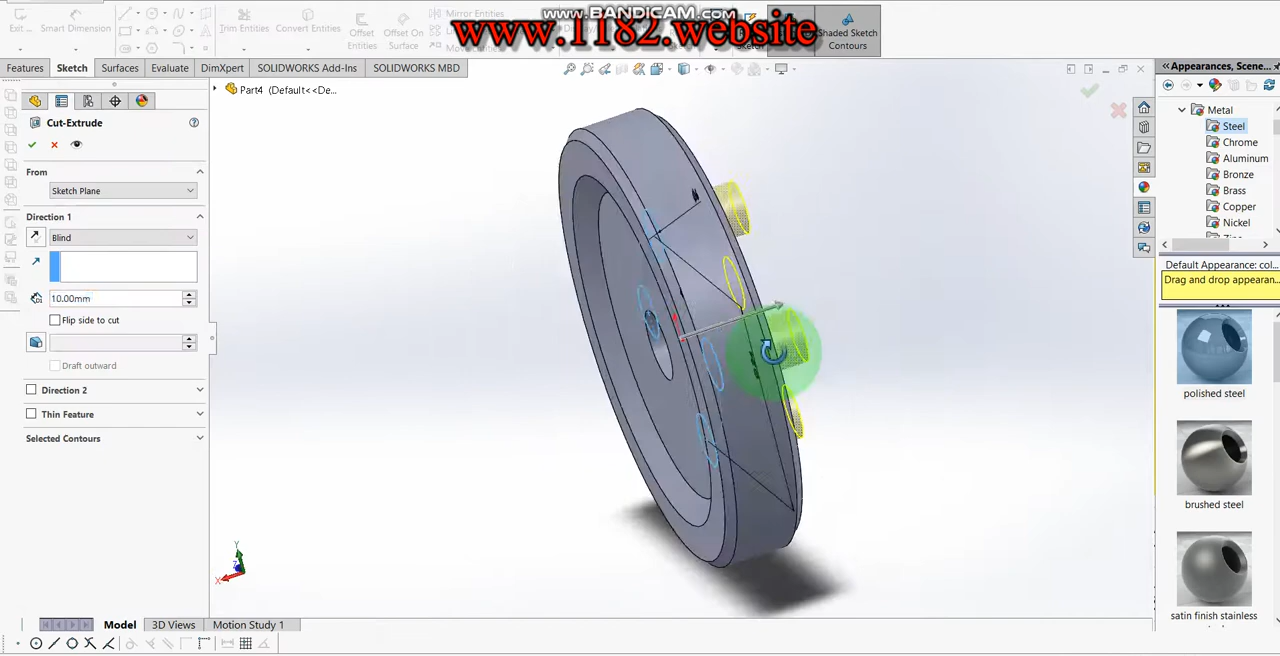 www.BANDICAM.com
www.1182.website
Exit...
Smart Dimension
Trim Entities
Convert Entities
Offset Entities
Offset On Surface
Mirror Entities
Shaded Sketch Contours
Features
Sketch
Surfaces
Evaluate
DimXpert
SOLIDWORKS Add-Ins
SOLIDWORKS MBD
Part4 (Default<<De...
Cut-Extrude
From
Sketch Plane
Direction 1
Blind
10.00mm
Flip side to cut
Draft outward
Direction 2
Thin Feature
Selected Contours
Y
X
Z
Appearances, Scene...
Metal
Steel
Chrome
Aluminum
Bronze
Brass
Copper
Nickel
Default Appearance: col...
Drag and drop appearan...
polished steel
brushed steel
satin finish stainless
Model
3D Views
Motion Study 1